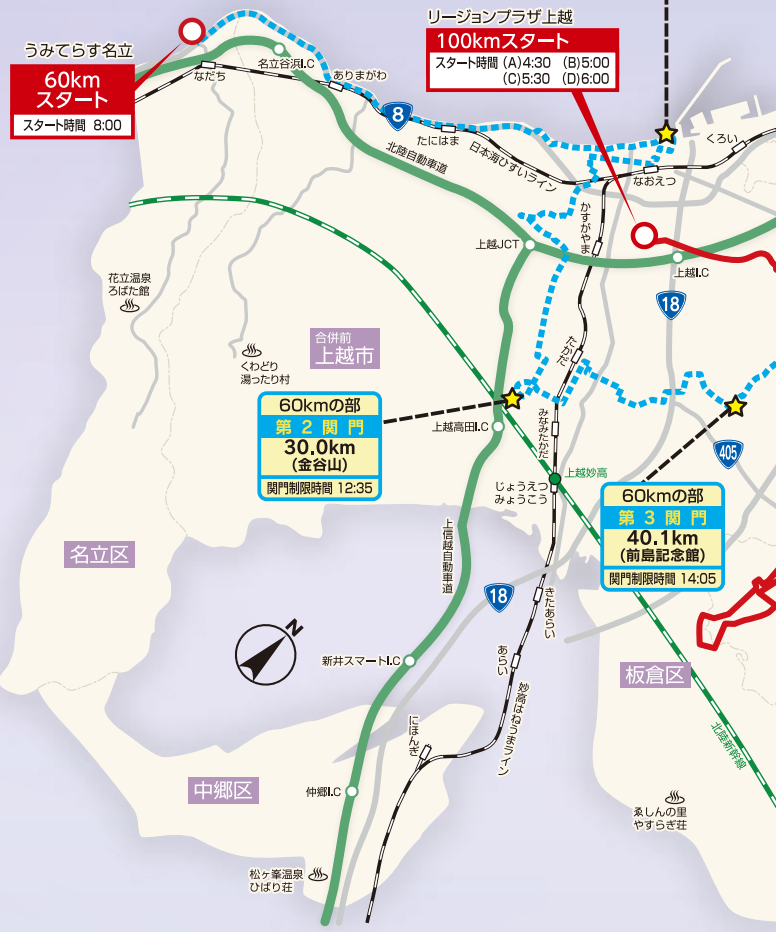 うみてらす名立
60km
スタート
スタート時間 8:00
リージョンプラザ上越
100kmスタート
スタート時間 (A)4:30 (B)5:00
(C)5:30 (D)6:00
名立谷浜I.C
なだち
ありまがわ
8
たにはま
日本海ひすいライン
北陸自動車道
くろい
なおえつ
かすがやま
上越JCT
上越I.C
18
花立温泉
ろばた館
くわどり
湯ったり村
合併前
上越市
たかだ
60kmの部
第2関門
30.0km
(金谷山)
関門制限時間 12:35
上越高田I.C
みなみたかだ
405
上越妙高
じょうえつ
みょうこう
60kmの部
第3関門
40.1km
(前島記念館)
関門制限時間 14:05
名立区
上信越自動車道
18
きたあらい
N
新井スマートI.C
あらい
板倉区
妙高はねうまライン
北陸新幹線
にほんぎ
中郷区
仲郷I.C
ゑしんの里
やすらぎ荘
松ヶ峯温泉
ひばり荘